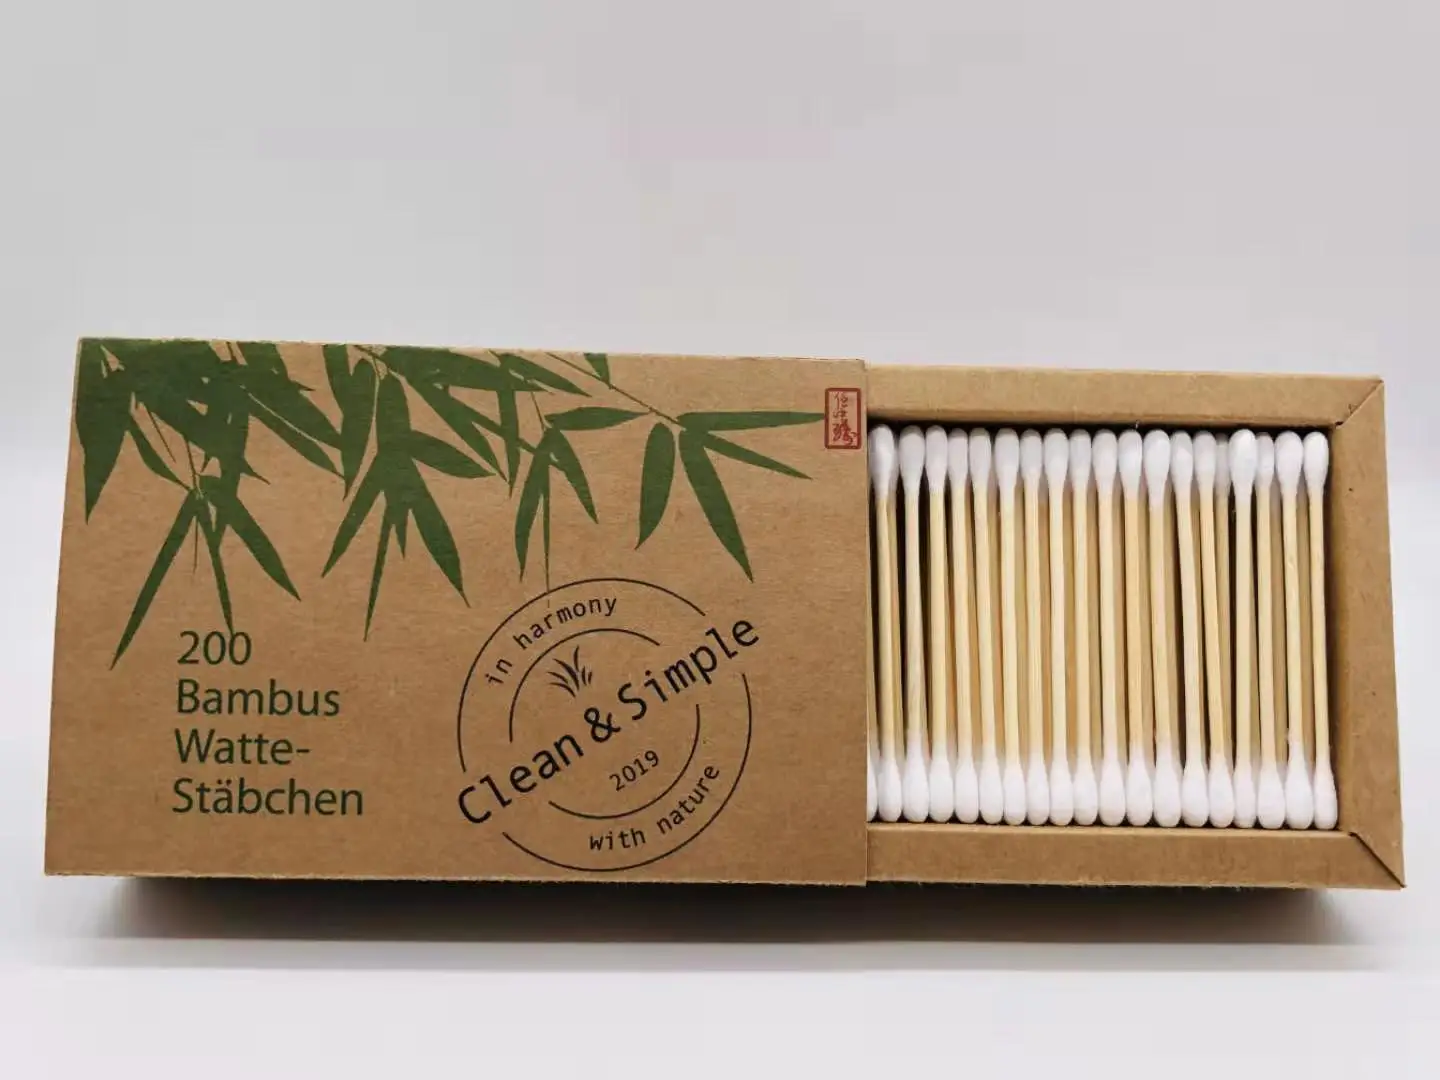 200
Bambus
Watte-
Stäbchen
in harmony
Clean & Simple
2019
with nature